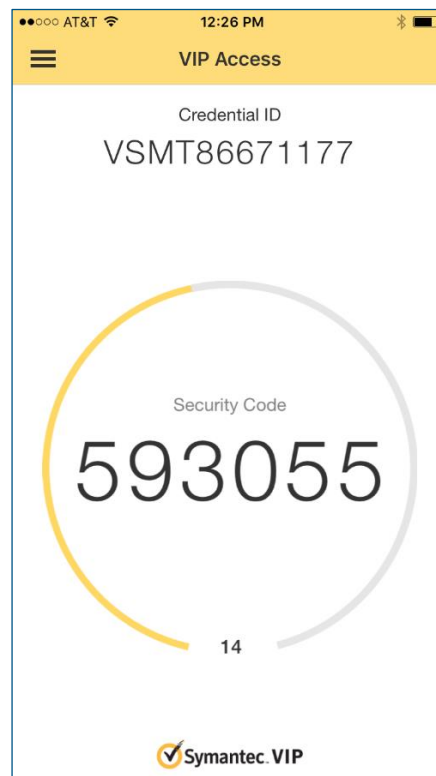 AT&T 12:26 PM
VIP Access
Credential ID
VSMT86671177
Security Code
593055
14
Symantec. VIP